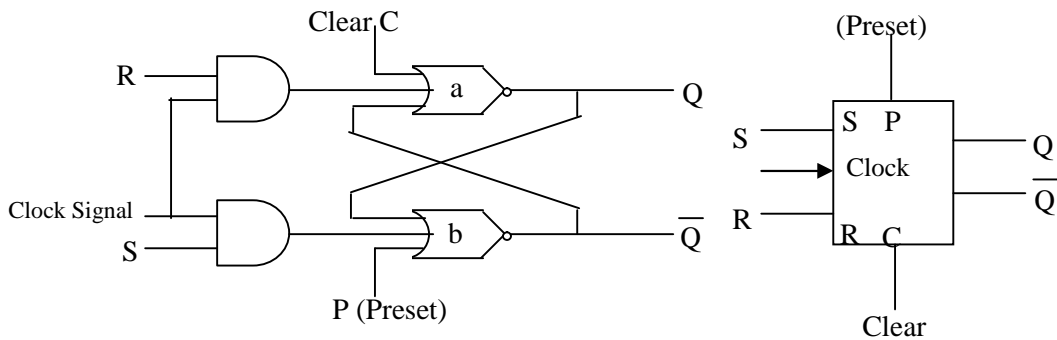 Clear C
R
a
Q
Clock Signal
S
b
Q̅
P (Preset)
(Preset)
S P
S
Clock
Q
Q̅
R
R C
Clear